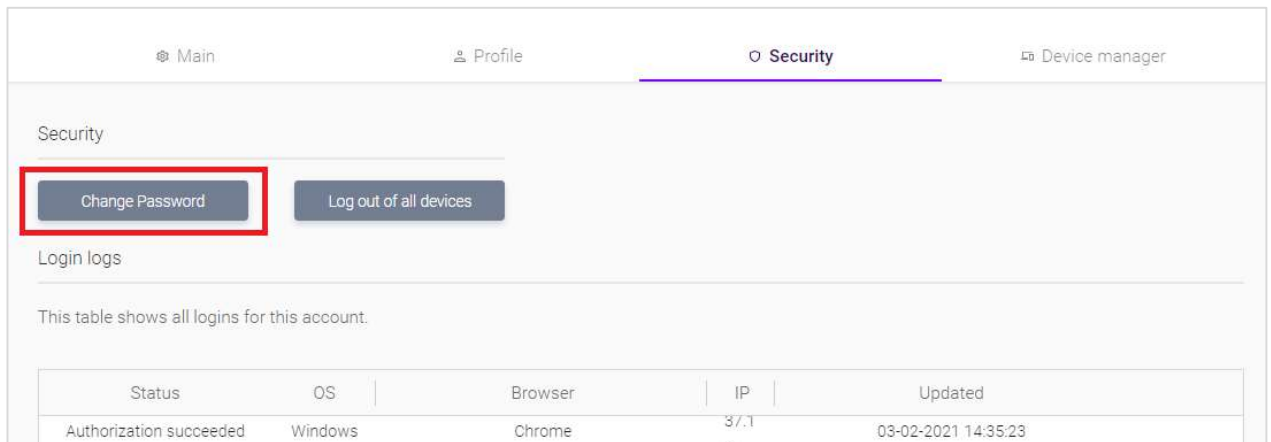 Main Profile Security Device manager
Security
Change Password Log out of all devices
Login logs
This table shows all logins for this account.
Status OS Browser IP Updated
Authorization succeeded Windows Chrome 37.1 03-02-2021 14:35:23